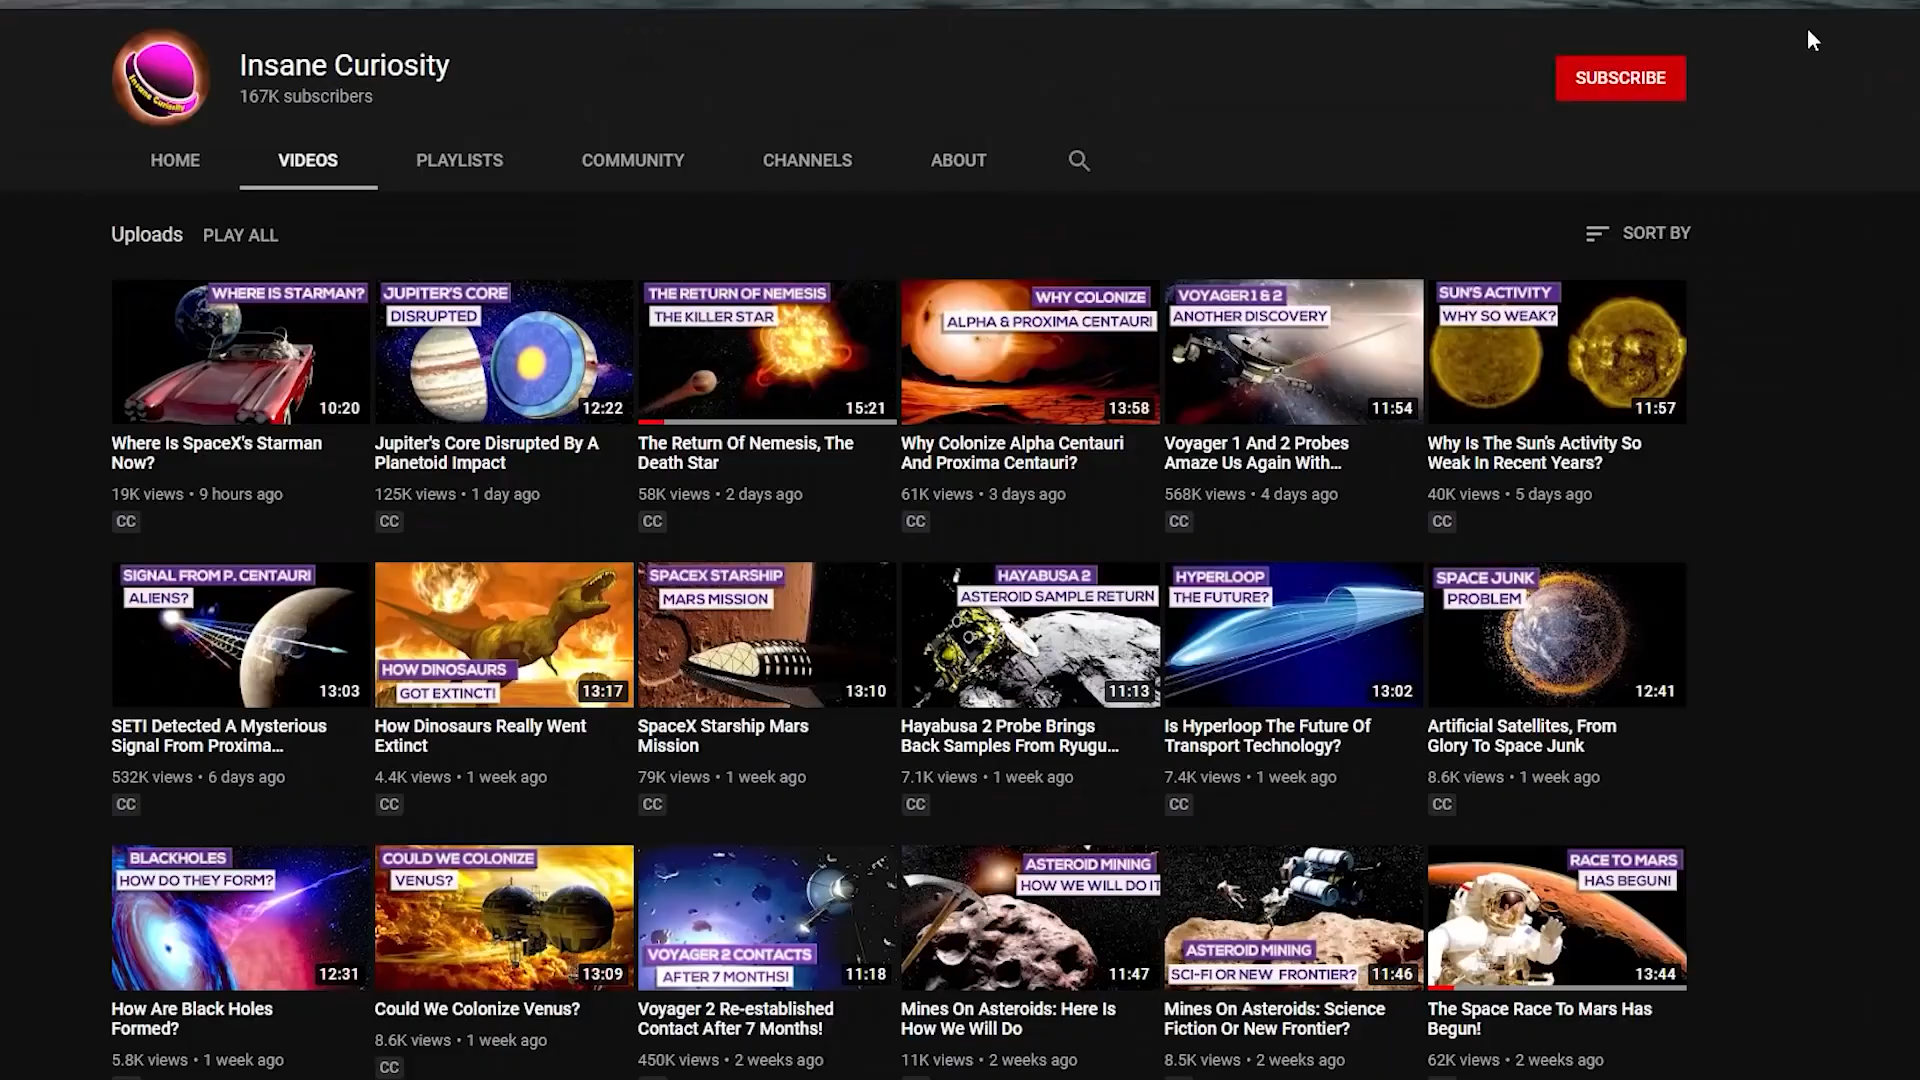 Insane Curiosity
167K subscribers
SUBSCRIBE
HOME VIDEOS PLAYLISTS COMMUNITY CHANNELS ABOUT
Uploads PLAY ALL SORT BY
WHERE IS STARMAN?
10:20
Where Is SpaceX's Starman
Now?
19K views • 9 hours ago
CC
JUPITER'S CORE
DISRUPTED
12:22
Jupiter's Core Disrupted By A
Planetoid Impact
125K views • 1 day ago
CC
THE RETURN OF NEMESIS
THE KILLER STAR
15:21
The Return Of Nemesis, The
Death Star
58K views • 2 days ago
CC
WHY COLONIZE
ALPHA & PROXIMA CENTAURI
13:58
Why Colonize Alpha Centauri
And Proxima Centauri?
61K views • 3 days ago
CC
VOYAGER 1 & 2
ANOTHER DISCOVERY
11:54
Voyager 1 And 2 Probes
Amaze Us Again With...
568K views • 4 days ago
CC
SUN'S ACTIVITY
WHY SO WEAK?
11:57
Why Is The Sun's Activity So
Weak In Recent Years?
40K views • 5 days ago
CC
SIGNAL FROM P. CENTAURI
ALIENS?
13:03
SETI Detected A Mysterious
Signal From Proxima...
532K views • 6 days ago
CC
HOW DINOSAURS
GOT EXTINCT!
13:17
How Dinosaurs Really Went
Extinct
4.4K views • 1 week ago
CC
SPACEX STARSHIP
MARS MISSION
13:10
SpaceX Starship Mars
Mission
79K views • 1 week ago
CC
HAYABUSA 2
ASTEROID SAMPLE RETURN
11:13
Hayabusa 2 Probe Brings
Back Samples From Ryugu...
7.1K views • 1 week ago
CC
HYPERLOOP
THE FUTURE?
13:02
Is Hyperloop The Future Of
Transport Technology?
7.4K views • 1 week ago
CC
SPACE JUNK
PROBLEM
12:41
Artificial Satellites, From
Glory To Space Junk
8.6K views • 1 week ago
CC
BLACKHOLES
HOW DO THEY FORM?
12:31
How Are Black Holes
Formed?
5.8K views • 1 week ago
COULD WE COLONIZE
VENUS?
13:09
Could We Colonize Venus?
8.6K views • 1 week ago
CC
VOYAGER 2 CONTACTS
AFTER 7 MONTHS!
11:18
Voyager 2 Re-established
Contact After 7 Months!
450K views • 2 weeks ago
ASTEROID MINING
HOW WE WILL DO IT
11:47
Mines On Asteroids: Here Is
How We Will Do
11K views • 2 weeks ago
ASTEROID MINING
SCI-FI OR NEW FRONTIER?
11:46
Mines On Asteroids: Science
Fiction Or New Frontier?
8.5K views • 2 weeks ago
RACE TO MARS
HAS BEGUN!
13:44
The Space Race To Mars Has
Begun!
62K views • 2 weeks ago